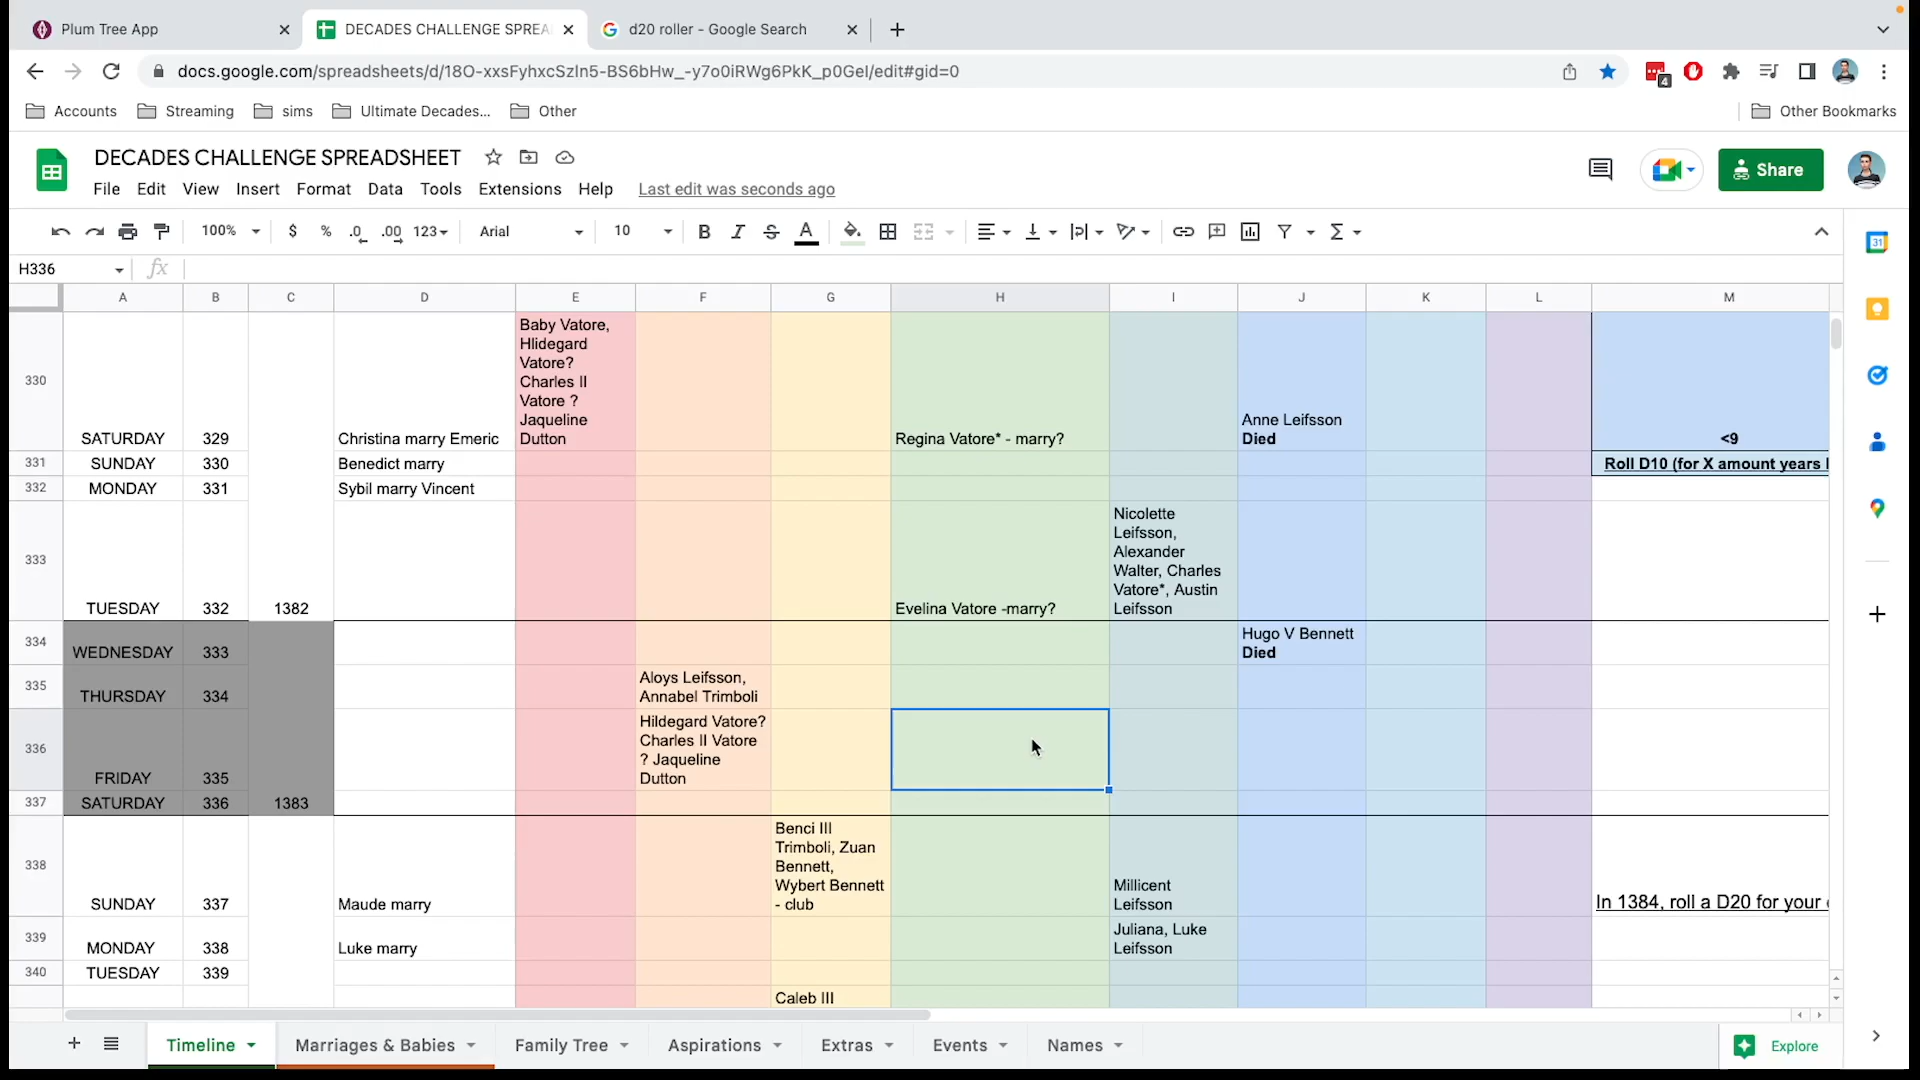 Plum Tree App
DECADES CHALLENGE SPREA
d20 roller - Google Search
docs.google.com/spreadsheets/d/18O-xxsFyhxcSzIn5-BS6bHw_-y7o0iRWg6PkK_p0GeI/edit#gid=0
4
Accounts
Streaming
sims
Ultimate Decades...
Other
Other Bookmarks
DECADES CHALLENGE SPREADSHEET
File Edit View Insert Format Data Tools Extensions Help Last edit was seconds ago
Share
100% $ % .0 .00 123 Arial 10 B I S A
31
H336 fx
A B C D E F G H I J K L M
330 SATURDAY 329 Christina marry Emeric
Baby Vatore,
Hlidegard
Vatore?
Charles II
Vatore ?
Jaqueline
Dutton
Regina Vatore* - marry?
Anne Leifsson
Died
<9
331 SUNDAY 330 Benedict marry
Roll D10 (for X amount years
332 MONDAY 331 Sybil marry Vincent
333 TUESDAY 332 1382
Evelina Vatore -marry?
Nicolette
Leifsson,
Alexander
Walter, Charles
Vatore*, Austin
Leifsson
334 WEDNESDAY 333
Hugo V Bennett
Died
335 THURSDAY 334
Aloys Leifsson,
Annabel Trimboli
336 FRIDAY 335
Hildegard Vatore?
Charles II Vatore
? Jaqueline
Dutton
337 SATURDAY 336 1383
338 SUNDAY 337 Maude marry
Benci III
Trimboli, Zuan
Bennett,
Wybert Bennett
- club
Millicent
Leifsson
In 1384, roll a D20 for your
339 MONDAY 338 Luke marry
Juliana, Luke
Leifsson
340 TUESDAY 339
Caleb III
Timeline Marriages & Babies Family Tree Aspirations Extras Events Names
Explore